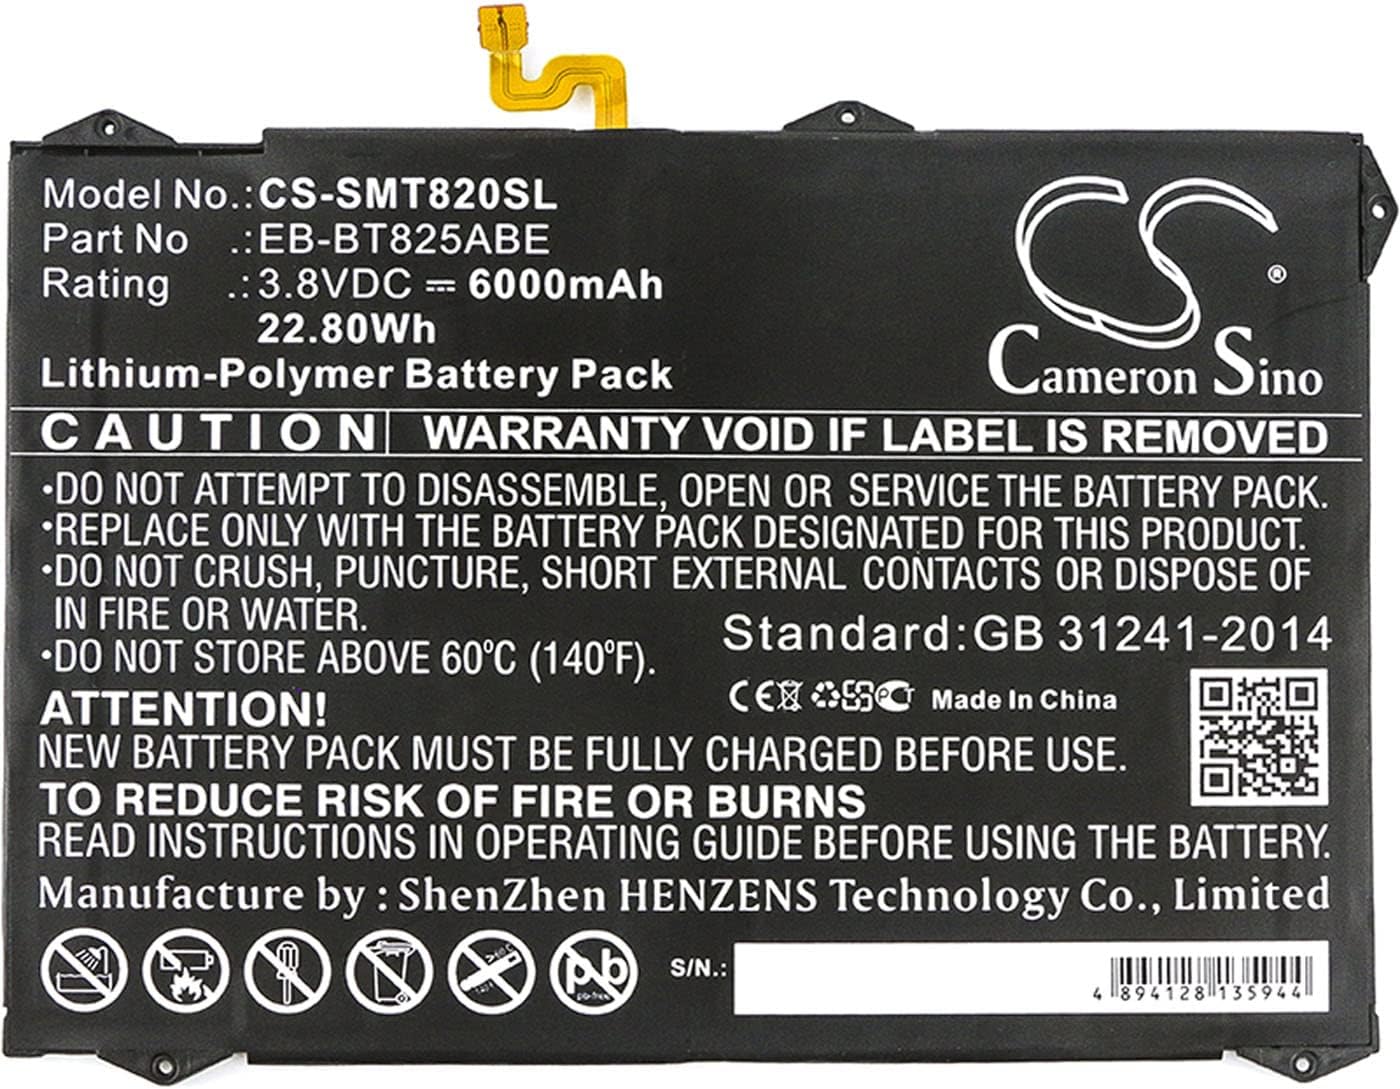 Model No.:CS-SMT820SL
Part No .:EB-BT825ABE
Rating .:3.8VDC ⎓ 6000mAh
22.80Wh
Lithium-Polymer Battery Pack
®
Cameron Sino
CAUTION WARRANTY VOID IF LABEL IS REMOVED
·DO NOT ATTEMPT TO DISASSEMBLE, OPEN OR SERVICE THE BATTERY PACK.
·REPLACE ONLY WITH THE BATTERY PACK DESIGNATED FOR THIS PRODUCT.
·DO NOT CRUSH, PUNCTURE, SHORT EXTERNAL CONTACTS OR DISPOSE OF
IN FIRE OR WATER.
·DO NOT STORE ABOVE 60°C (140°F).
Standard:GB 31241-2014
CE PCT Made In China
ATTENTION!
NEW BATTERY PACK MUST BE FULLY CHARGED BEFORE USE.
TO REDUCE RISK OF FIRE OR BURNS
READ INSTRUCTIONS IN OPERATING GUIDE BEFORE USING THE BATTERY.
Manufacture by : ShenZhen HENZENS Technology Co., Limited
pb
pb-free
S/N.:
4 894128 135944